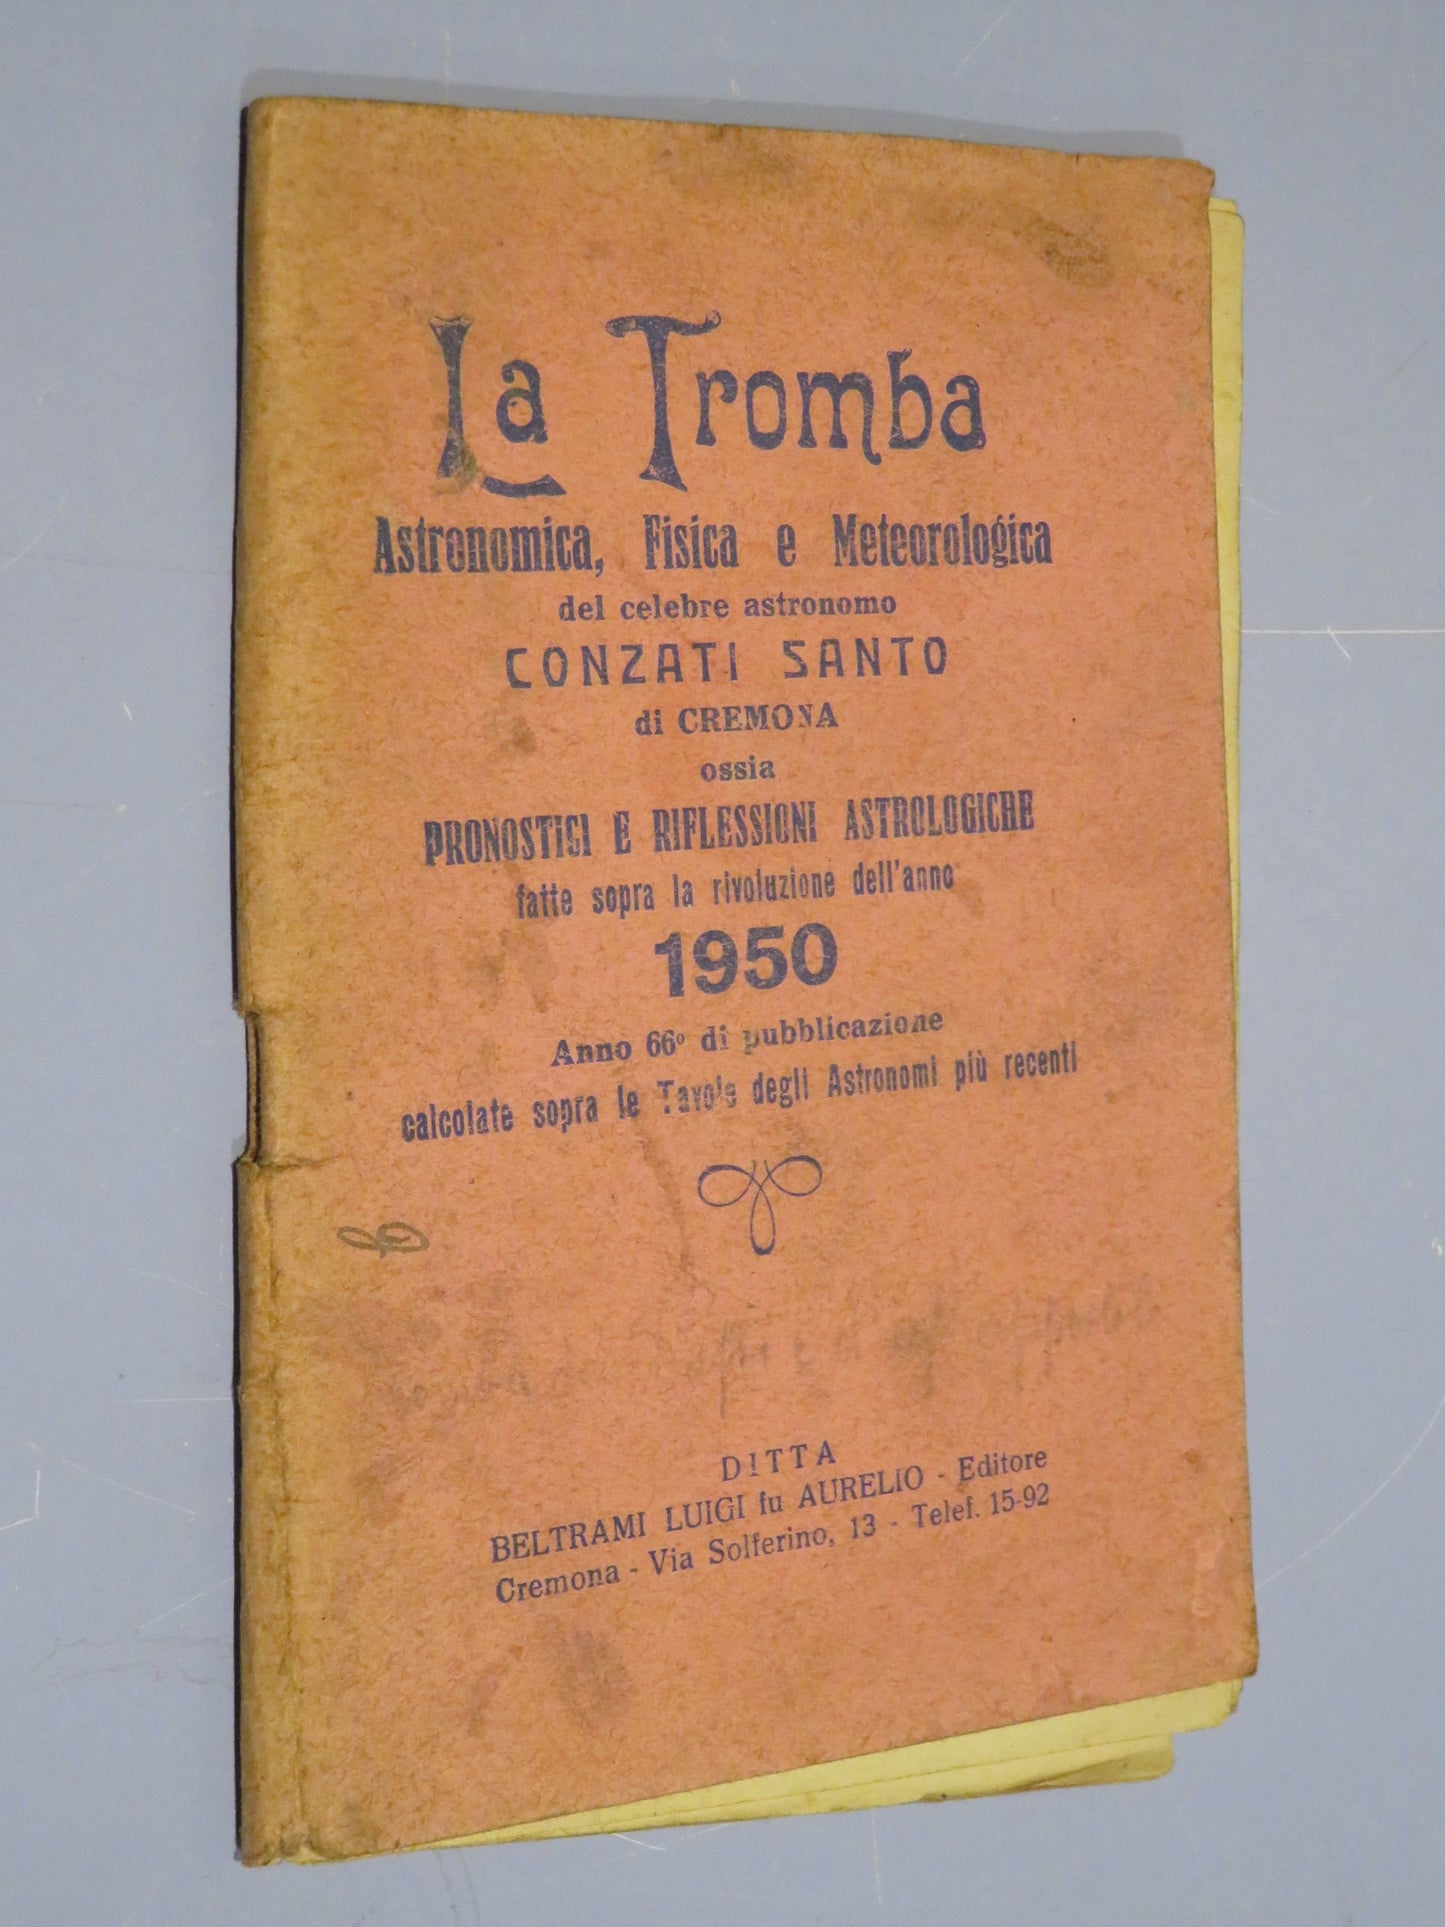 La Tromba
Astronomica, Fisica e Meteorologica
del celebre astronomo
CONZATI SANTO
di CREMONA
ossia
PRONOSTICI E RIFLESSIONI ASTROLOGICHE
fatte sopra la rivoluzione dell'anno
1950
Anno 66º di pubblicazione
calcolate sopra le Tavole degli Astronomi più recenti
DITTA
BELTRAMI LUIGI fu AURELIO - Editore
Cremona - Via Solferino, 13 - Telef. 15-92